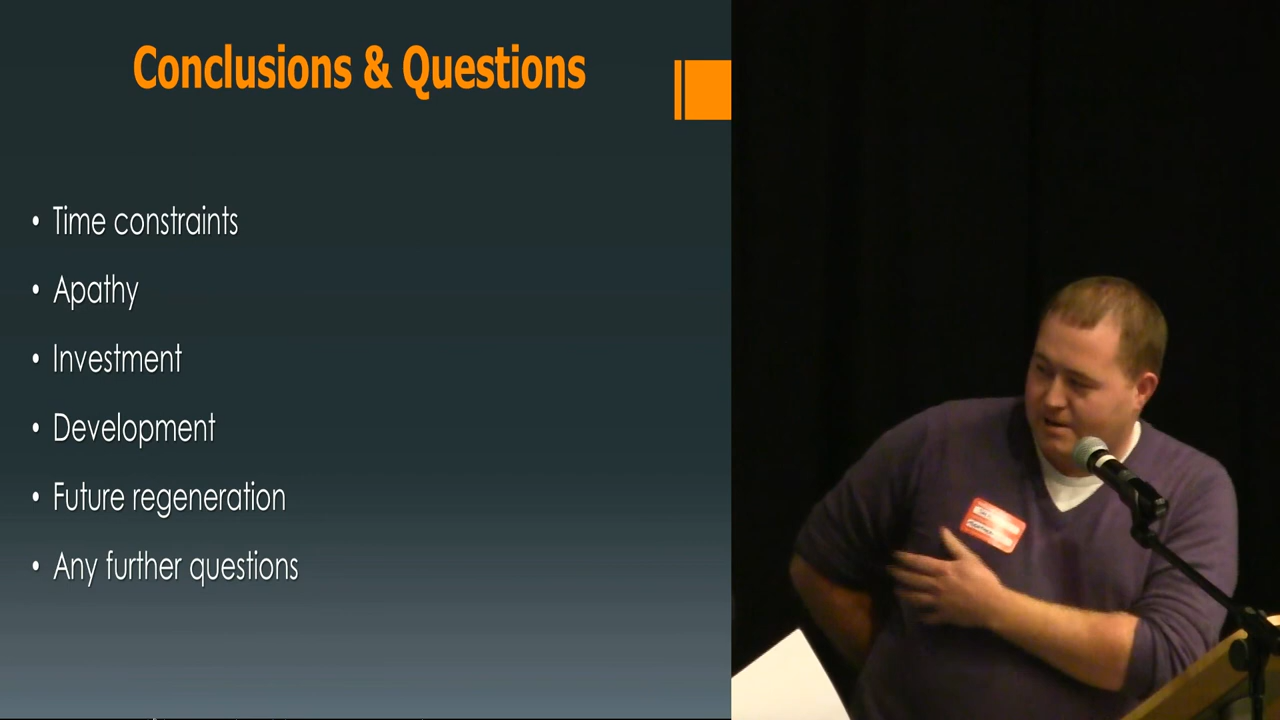 Conclusions & Questions
• Time constraints
• Apathy
• Investment
• Development
• Future regeneration
• Any further questions